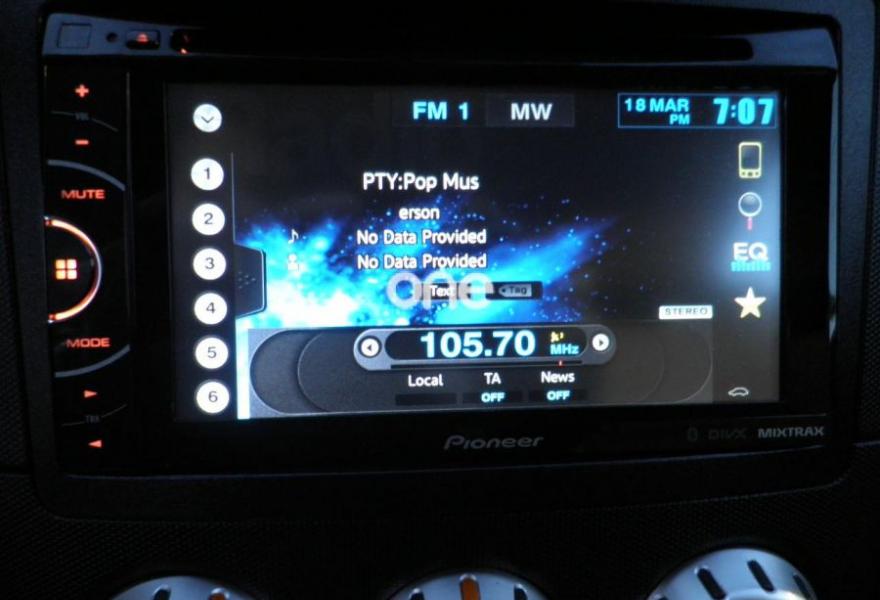 FM 1 MW 18 MAR PM 7:07
+
VOL
−
MUTE
MODE
TRK
1
2
3
4
5
6
PTY:Pop Mus
erson
No Data Provided
No Data Provided
Text Tag
one
EQ
STEREO
105.70 MHz
Local TA News
OFF OFF
Pioneer
DIVX MIXTRAX